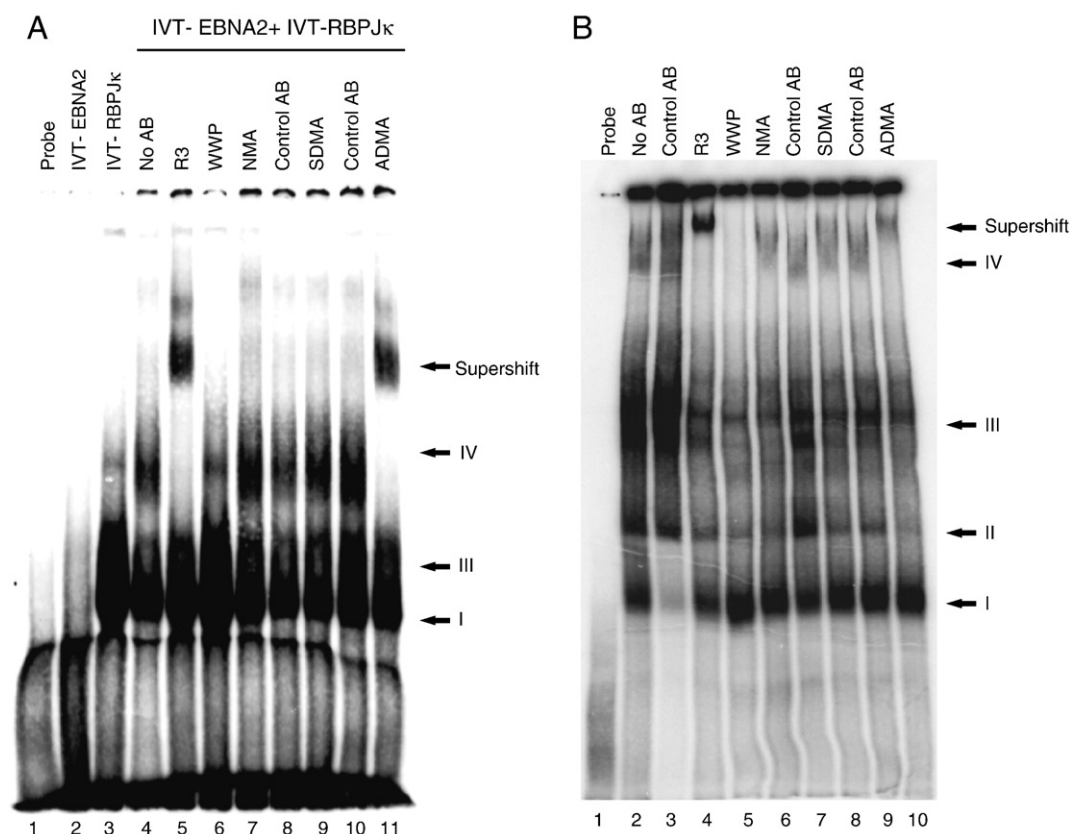 A
IVT- EBNA2+ IVT-RBPJκ
Probe
IVT- EBNA2
IVT- RBPJκ
No AB
R3
WWP
NMA
Control AB
SDMA
Control AB
ADMA
Supershift
IV
III
I
1 2 3 4 5 6 7 8 9 10 11
B
Probe
No AB
Control AB
R3
WWP
NMA
Control AB
SDMA
Control AB
ADMA
Supershift
IV
III
II
I
1 2 3 4 5 6 7 8 9 10